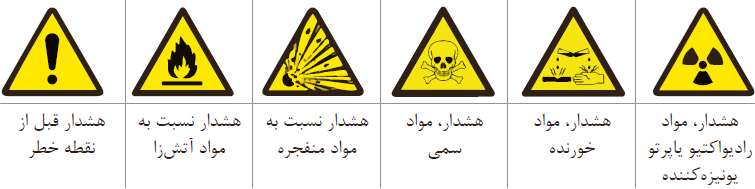 هشدار، مواد
رادیواکتیو یاپرتو
یونیزه‌کننده
هشدار، مواد
خورنده
هشدار، مواد
سمی
هشدار نسبت به
مواد منفجره
هشدار نسبت به
مواد آتش‌زا
هشدار قبل از
نقطه خطر